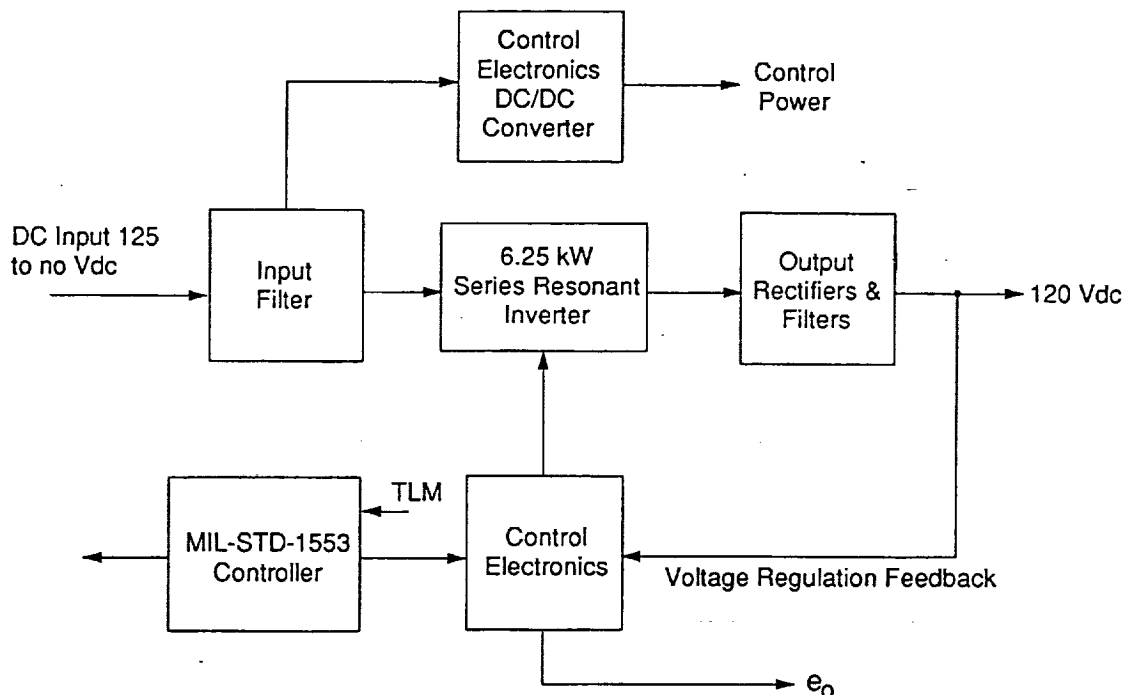 Control
Electronics
DC/DC
Converter
Control
Power
DC Input 125
to no Vdc
Input
Filter
6.25 kW
Series Resonant
Inverter
Output
Rectifiers &
Filters
120 Vdc
TLM
MIL-STD-1553
Controller
Control
Electronics
Voltage Regulation Feedback
e₀